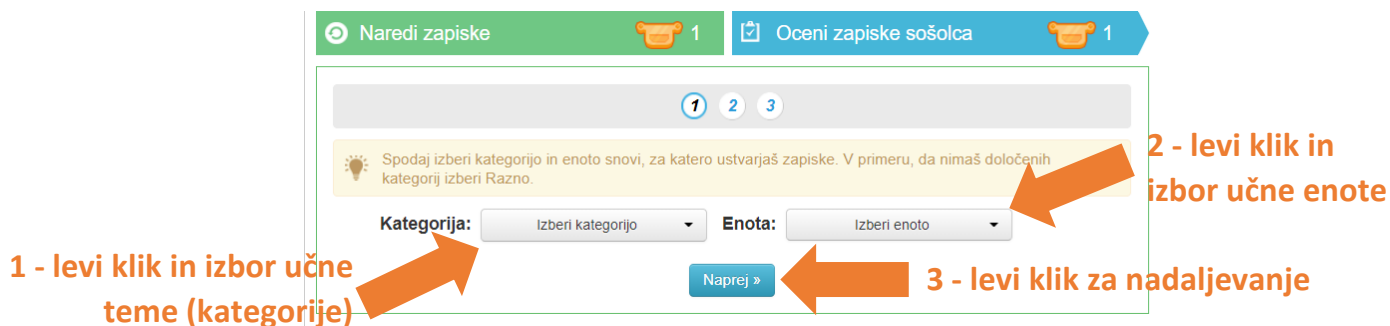 Naredi zapiske 1 Oceni zapiske sošolca 1
1 2 3
Spodaj izberi kategorijo in enoto snovi, za katero ustvarjaš zapiske. V primeru, da nimaš določenih
kategorij izberi Razno.
2 - levi klik in
izbor učne enote
Kategorija: Izberi kategorijo Enota: Izberi enoto
1 - levi klik in izbor učne
teme (kategorije)
Naprej »
3 - levi klik za nadaljevanje